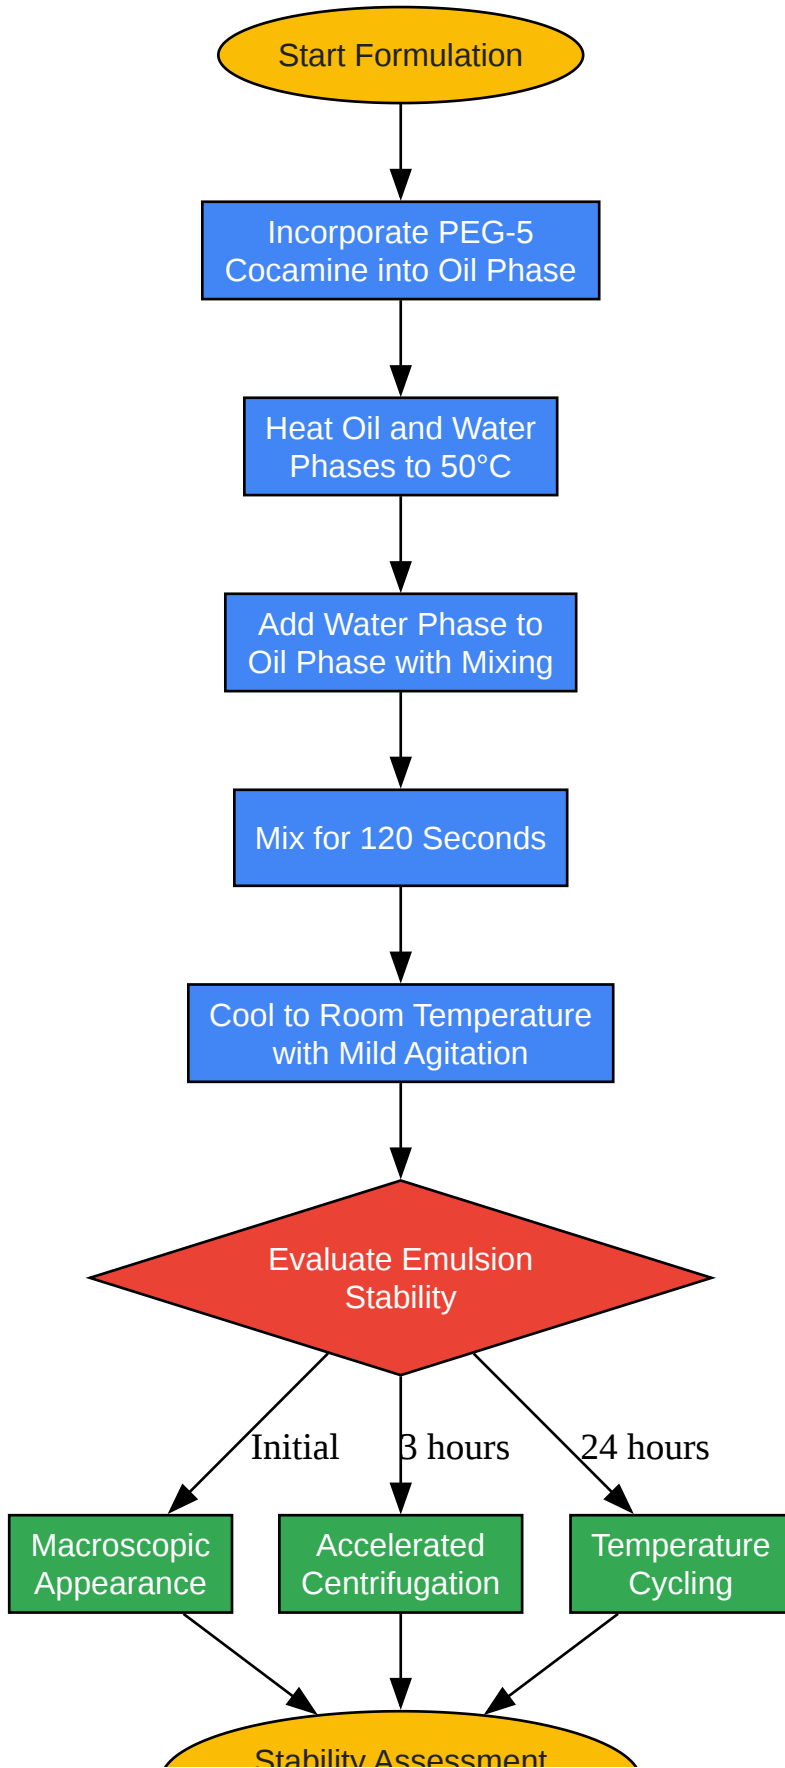 Start Formulation
Incorporate PEG-5
Cocamine into Oil Phase
Heat Oil and Water
Phases to 50°C
Add Water Phase to
Oil Phase with Mixing
Mix for 120 Seconds
Cool to Room Temperature
with Mild Agitation
Evaluate Emulsion
Stability
Initial
3 hours
24 hours
Macroscopic
Appearance
Accelerated
Centrifugation
Temperature
Cycling
Stability Assessment